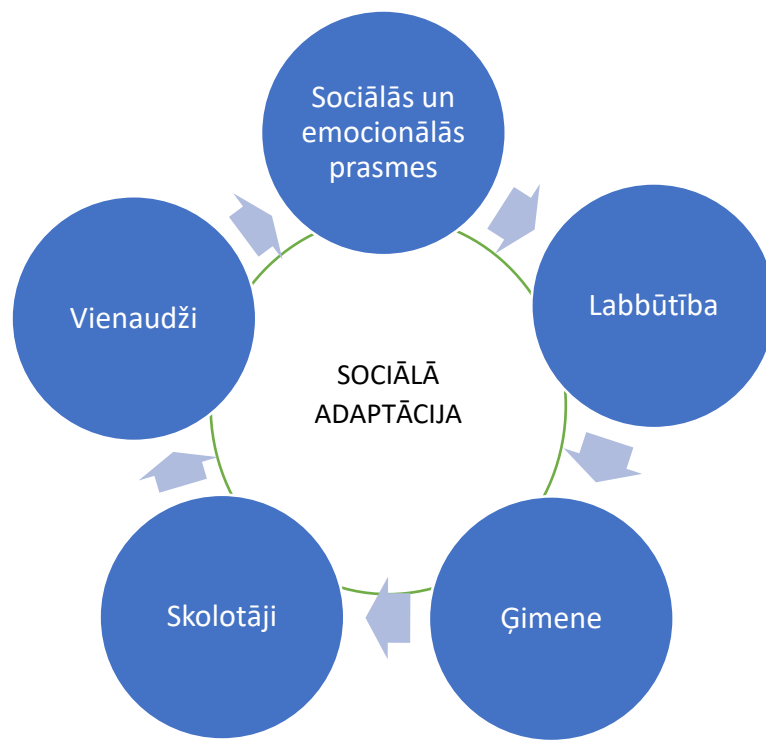 Sociālās un
emocionālās
prasmes
Labbūtība
Vienaudži
SOCIĀLĀ
ADAPTĀCIJA
Skolotāji
Ģimene